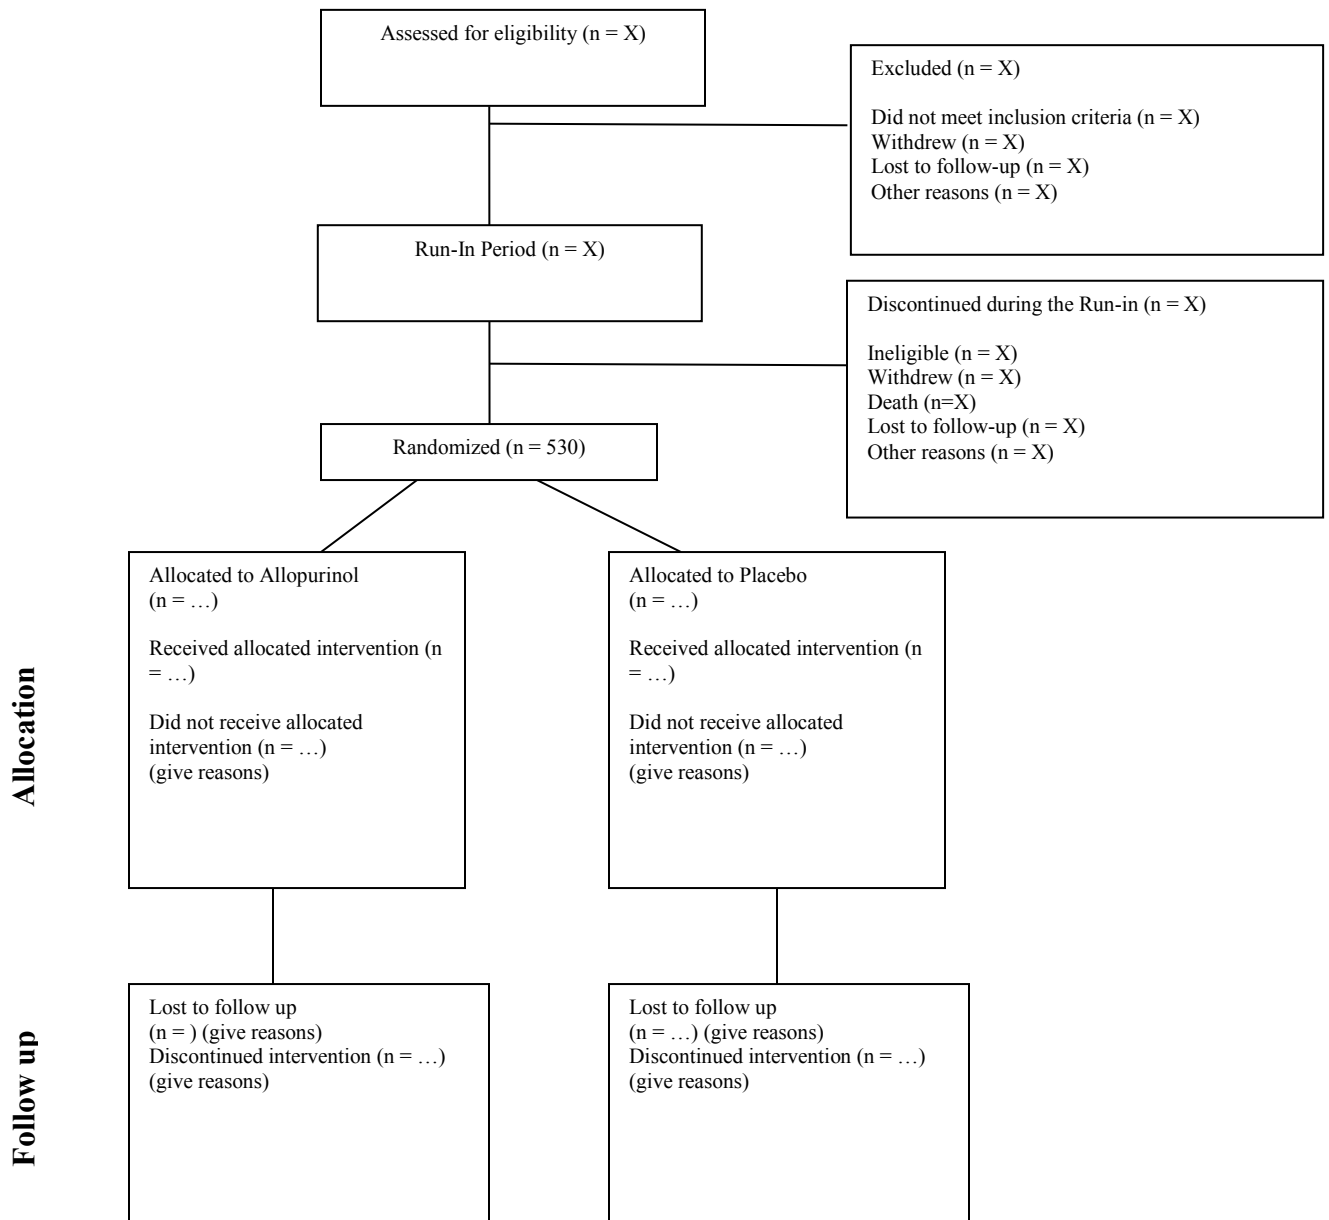 Assessed for eligibility (n = X)
Excluded (n = X)
Did not meet inclusion criteria (n = X)
Withdrew (n = X)
Lost to follow-up (n = X)
Other reasons (n = X)
Run-In Period (n = X)
Discontinued during the Run-in (n = X)
Ineligible (n = X)
Withdrew (n = X)
Death (n=X)
Lost to follow-up (n = X)
Other reasons (n = X)
Randomized (n = 530)
Allocation
Allocated to Allopurinol
(n = …)
Received allocated intervention (n
= …)
Did not receive allocated
intervention (n = …)
(give reasons)
Allocated to Placebo
(n = …)
Received allocated intervention (n
= …)
Did not receive allocated
intervention (n = …)
(give reasons)
Follow up
Lost to follow up
(n = ) (give reasons)
Discontinued intervention (n = …)
(give reasons)
Lost to follow up
(n = …) (give reasons)
Discontinued intervention (n = …)
(give reasons)